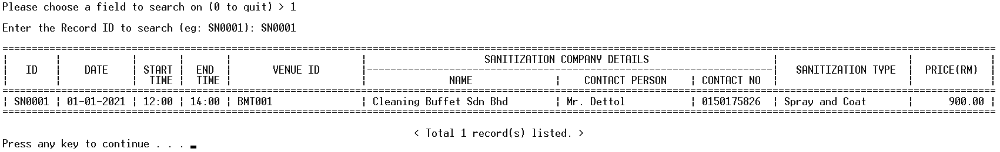 Please choose a field to search on (0 to quit) > 1
Enter the Record ID to search (eg: SN0001): SN0001
==========================================================================================================================================================================
¦         ¦            ¦       ¦       ¦                      ¦                    SANITIZATION COMPANY DETAILS                     ¦                      ¦             ¦
¦   ID    ¦    DATE    ¦ START ¦  END  ¦       VENUE ID       ¦---------------------------------------------------------------------¦   SANITIZATION TYPE  ¦  PRICE(RM)  ¦
¦         ¦            ¦  TIME ¦  TIME ¦                      ¦              NAME              ¦    CONTACT PERSON    ¦ CONTACT NO  ¦                      ¦             ¦
==========================================================================================================================================================================
¦ SN0001 ¦ 01-01-2021 ¦ 12:00 ¦ 14:00 ¦ BMT001               ¦ Cleaning Buffet Sdn Bhd        ¦ Mr. Dettol           ¦ 0150175826  ¦ Spray and Coat       ¦      900.00 ¦
==========================================================================================================================================================================
< Total 1 record(s) listed. >
Press any key to continue . . .